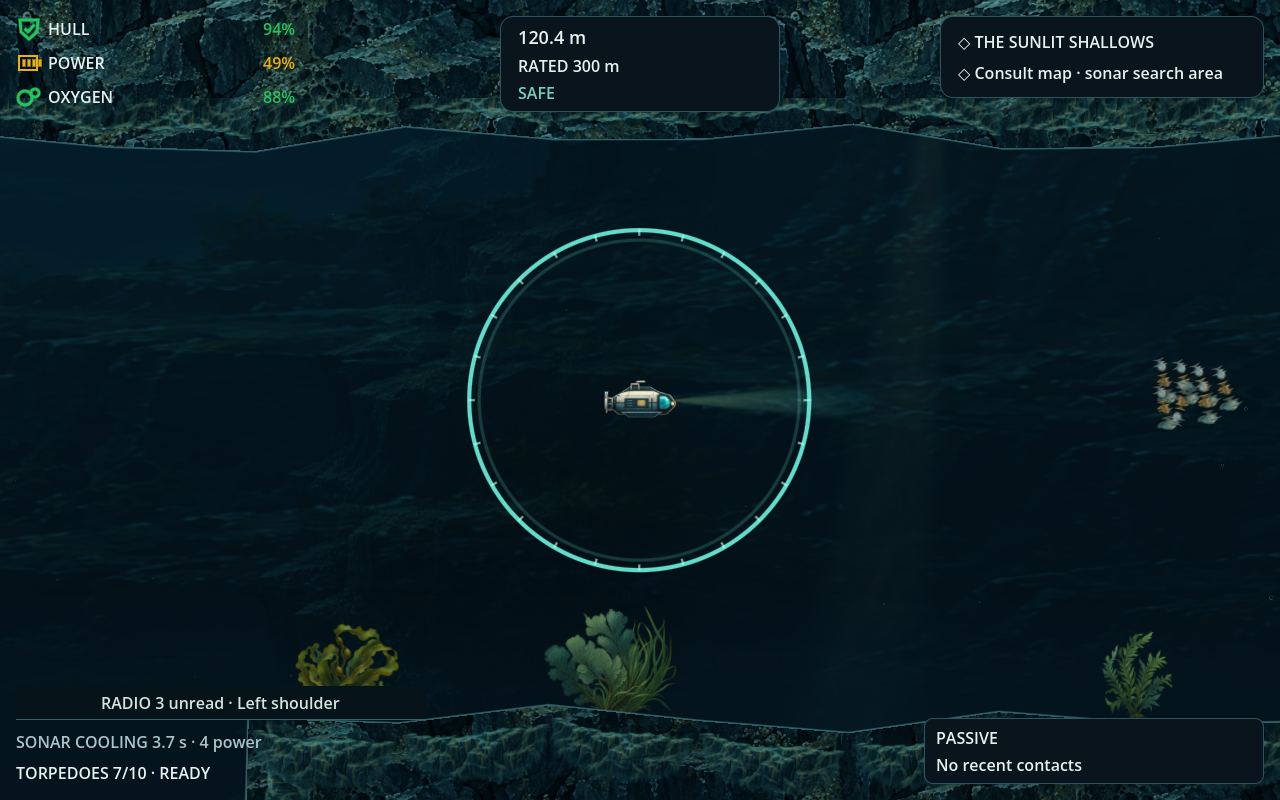 HULL 94%
POWER 49%
OXYGEN 88%
120.4 m
RATED 300 m
SAFE
◇ THE SUNLIT SHALLOWS
◇ Consult map · sonar search area
RADIO 3 unread · Left shoulder
SONAR COOLING 3.7 s · 4 power
TORPEDOES 7/10 · READY
PASSIVE
No recent contacts